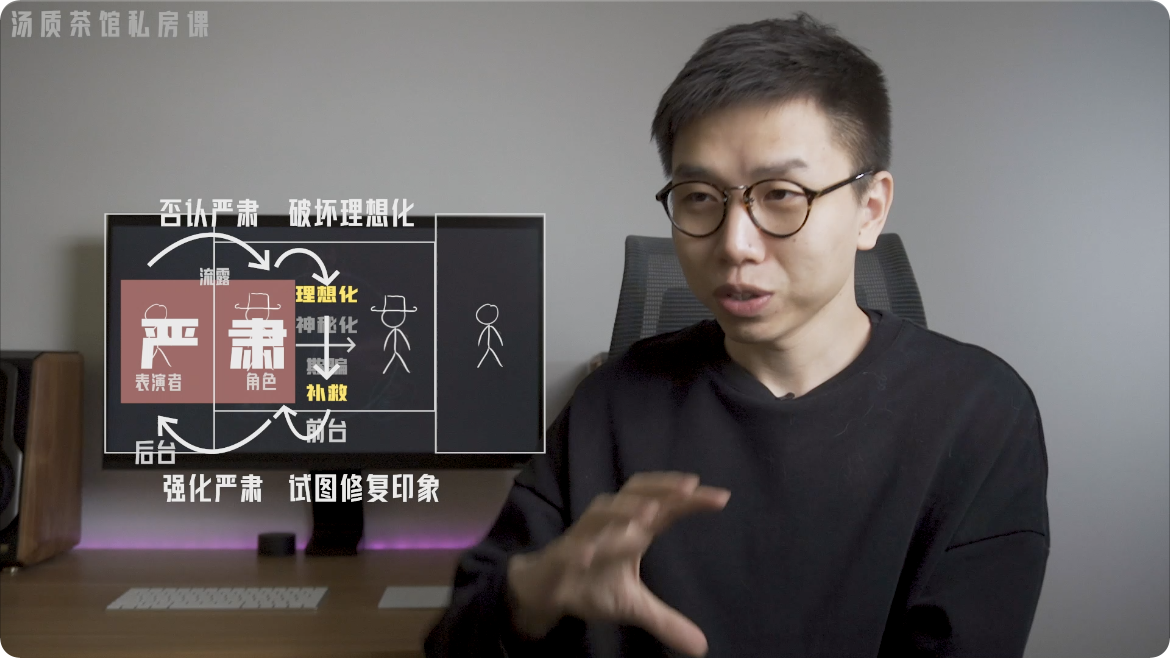 汤质茶馆私房课
否认严肃 破坏理想化
流露
理想化
神秘化
严肃
表演者
角色
欺骗
补救
前台
后台
强化严肃 试图修复印象